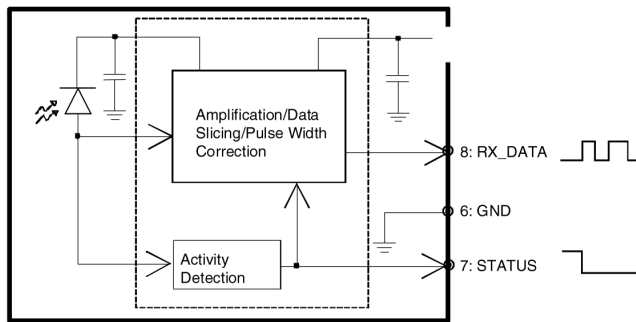 Amplification/Data
Slicing/Pulse Width
Correction
8: RX_DATA
6: GND
Activity
Detection
7: STATUS